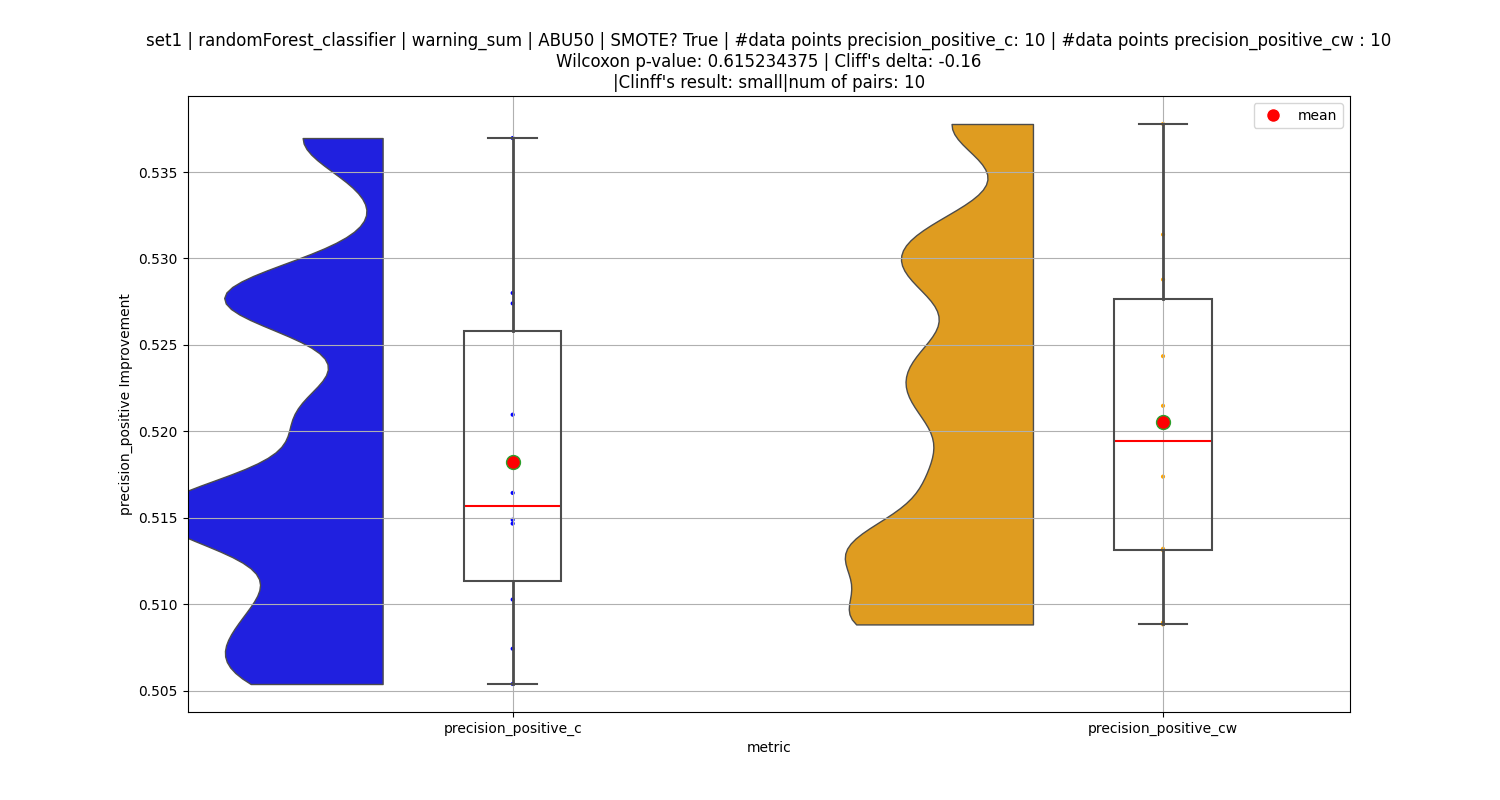 set1 | randomForest_classifier | warning_sum | ABU50 | SMOTE? True | #data points precision_positive_c: 10 | #data points precision_positive_cw : 10
Wilcoxon p-value: 0.615234375 | Cliff's delta: -0.16
|Clinff's result: small|num of pairs: 10
mean
0.535
0.530
0.525
0.520
0.515
0.510
0.505
precision_positive Improvement
precision_positive_c
precision_positive_cw
metric